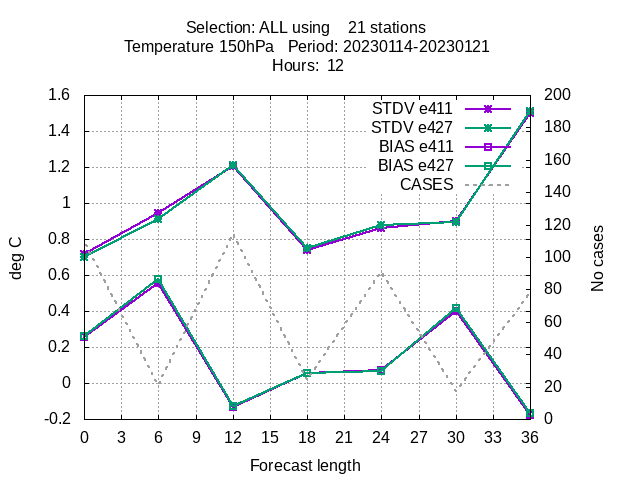 Selection: ALL using    21 stations
Temperature 150hPa   Period: 20230114-20230121
Hours: 12
1.6
1.4
1.2
1
0.8
0.6
0.4
0.2
0
-0.2
deg C
STDV e411
STDV e427
BIAS e411
BIAS e427
CASES
200
180
160
140
120
100
80
60
40
20
0
No cases
0 3 6 9 12 15 18 21 24 27 30 33 36
Forecast length